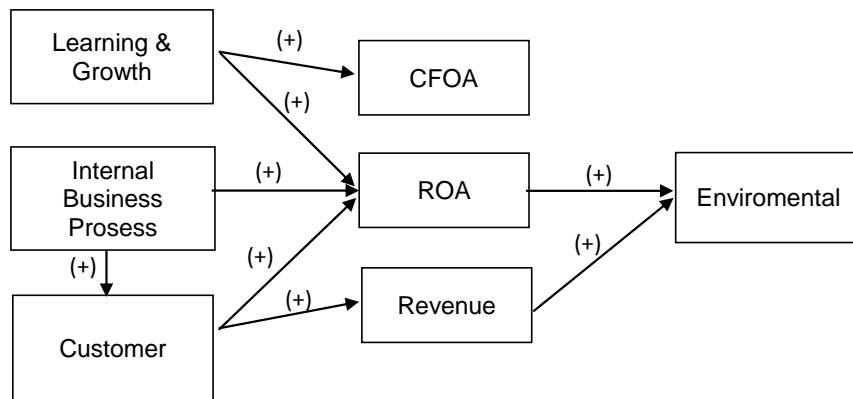 Learning &
Growth
(+)
CFOA
(+)
Internal
Business
Prosess
(+)
ROA
(+)
Enviromental
(+)
(+)
(+)
Customer
(+)
Revenue